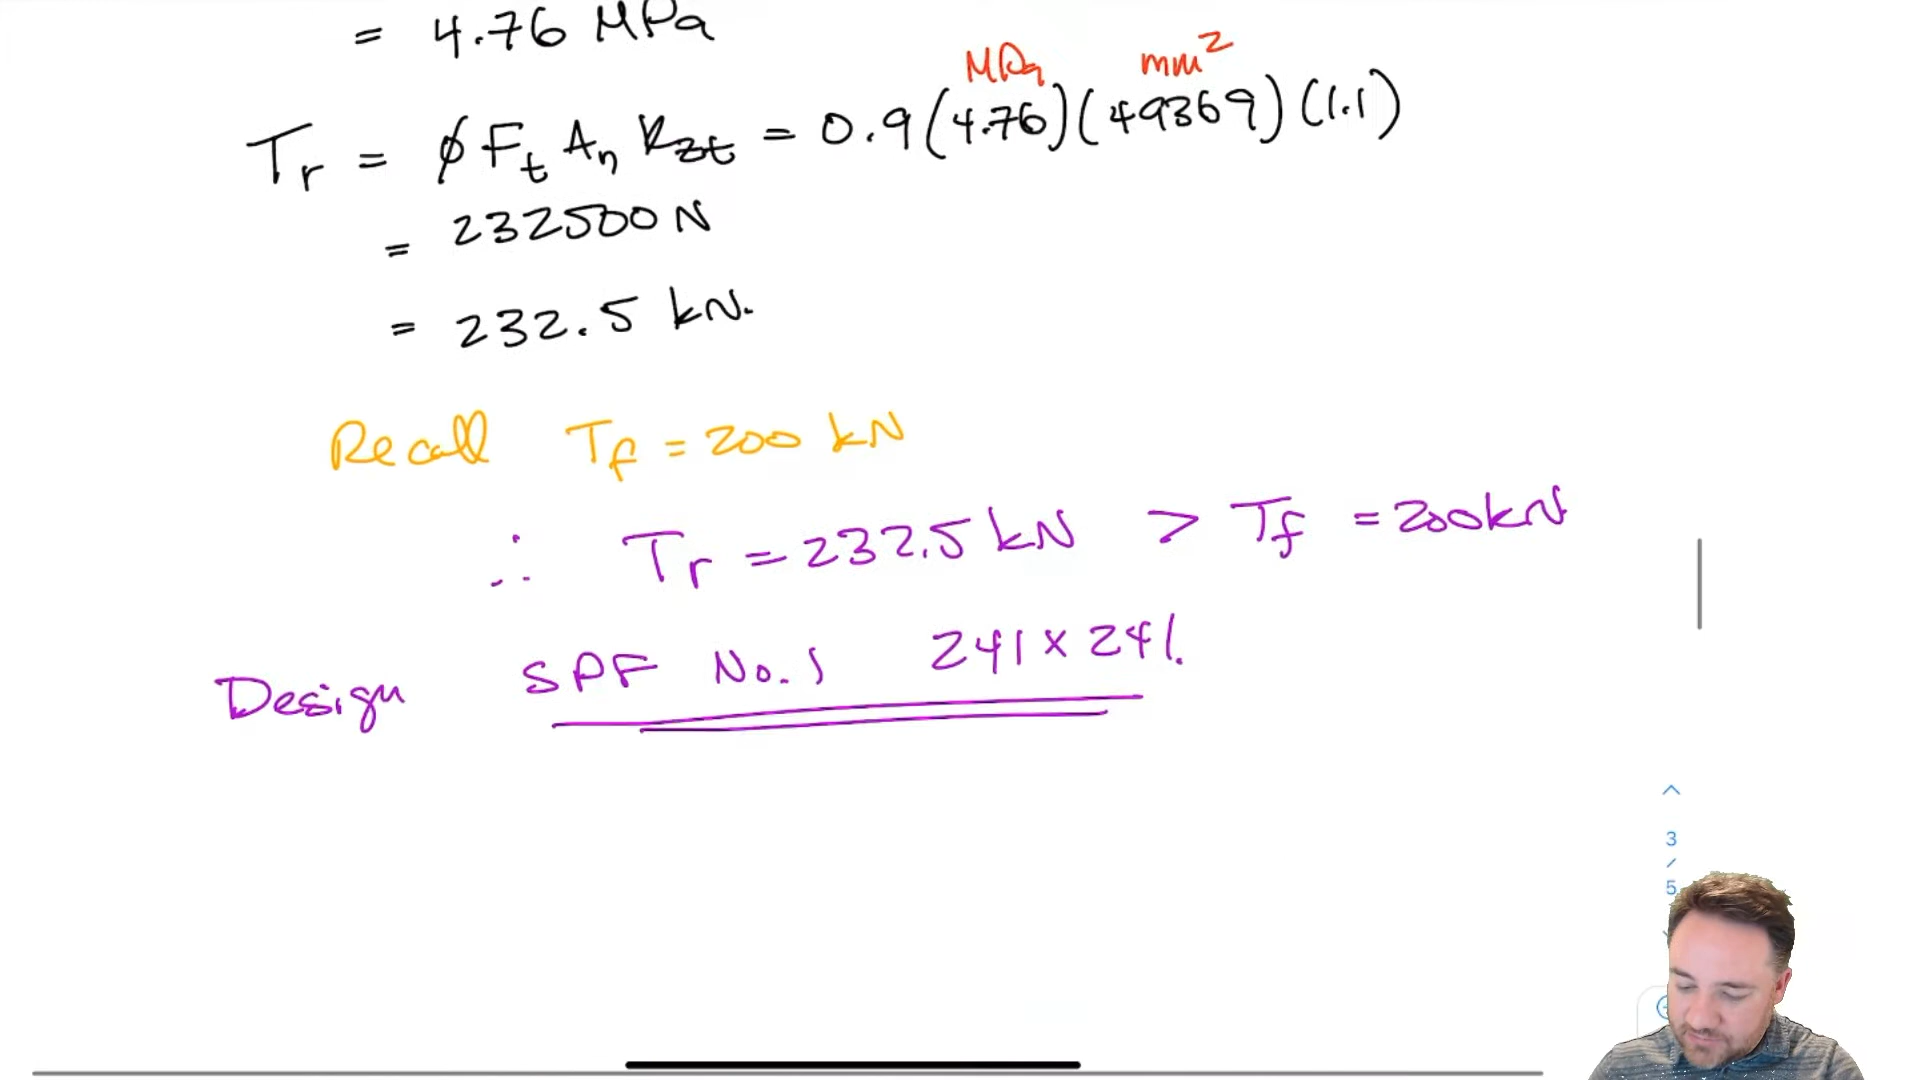 = 4.76 MPa
MPa mm²
Tr = ϕ Ft An Kzt = 0.9(4.76)(49369)(1.1)
= 232500 N
= 232.5 kN.
Recall Tf = 200 kN
∴ Tr = 232.5 kN > Tf = 200kN
Design SPF No. 1 241 x 241.
3
/
5